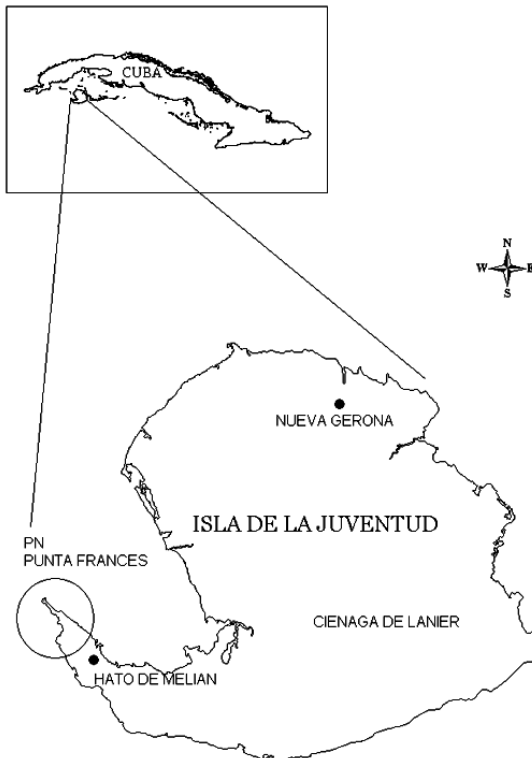 CUBA
N
W E
S
NUEVA GERONA
ISLA DE LA JUVENTUD
PN
PUNTA FRANCES
CIENAGA DE LANIER
HATO DE MELIAN